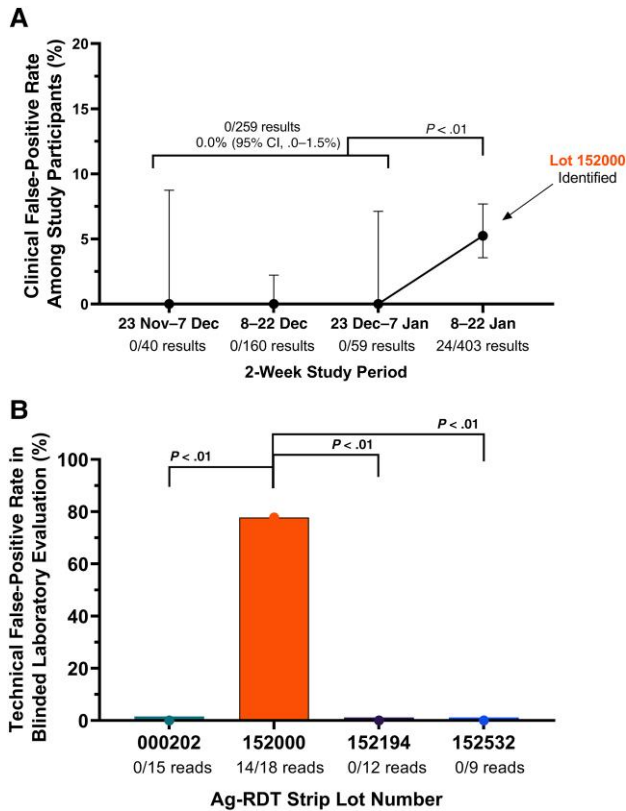 A
Clinical False-Positive Rate
Among Study Participants (%)
20
15
10
5
0
0/259 results
0.0% (95% CI, .0–1.5%)
P < .01
Lot 152000
Identified
23 Nov–7 Dec
8–22 Dec
23 Dec–7 Jan
8–22 Jan
0/40 results
0/160 results
0/59 results
24/403 results
2-Week Study Period
B
Technical False-Positive Rate in
Blinded Laboratory Evaluation (%)
100
80
60
40
20
0
P < .01
P < .01
P < .01
000202
152000
152194
152532
0/15 reads
14/18 reads
0/12 reads
0/9 reads
Ag-RDT Strip Lot Number